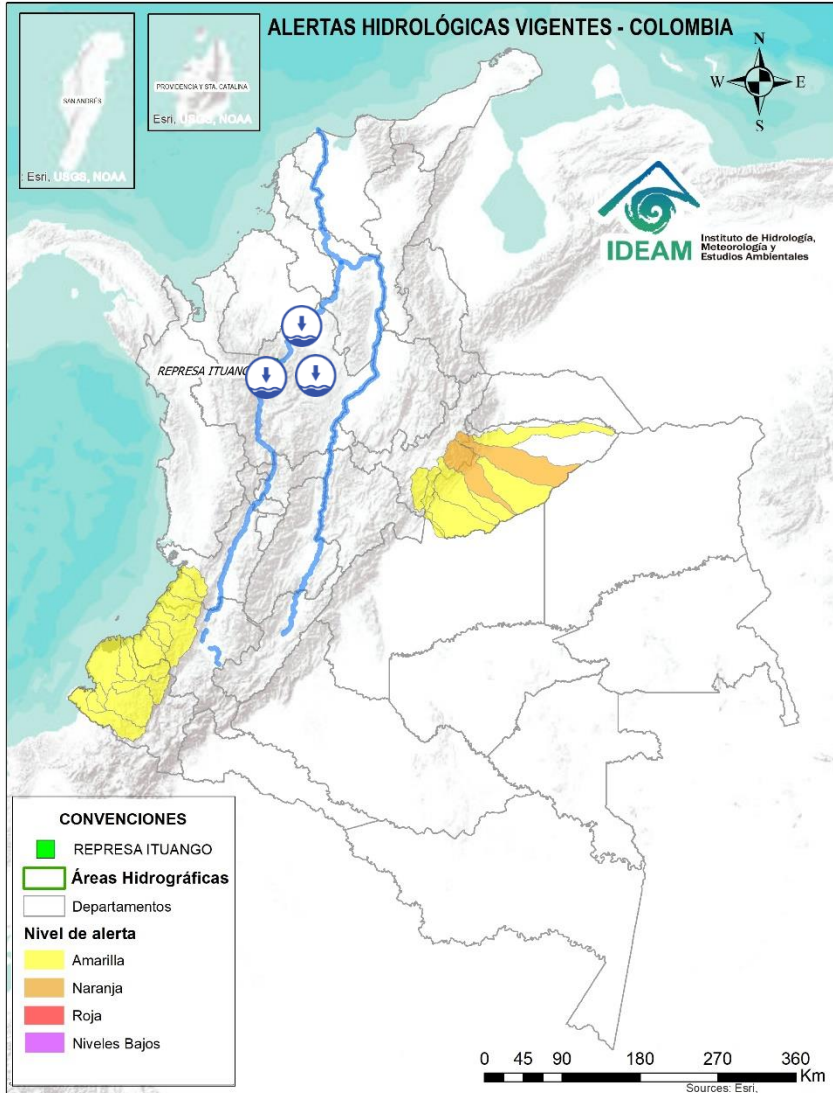 ALERTAS HIDROLÓGICAS VIGENTES - COLOMBIA
SAN ANDRÉS
Esri, USGS, NOAA
PROVIDENCIA Y STA. CATALINA
Esri, USGS, NOAA
N
W E
S
IDEAM
Instituto de Hidrología,
Meteorología y
Estudios Ambientales
REPRESA ITUANGO
CONVENCIONES
REPRESA ITUANGO
Áreas Hidrográficas
Departamentos
Nivel de alerta
Amarilla
Naranja
Roja
Niveles Bajos
0 45 90 180 270 360
Km
Sources: Esri,